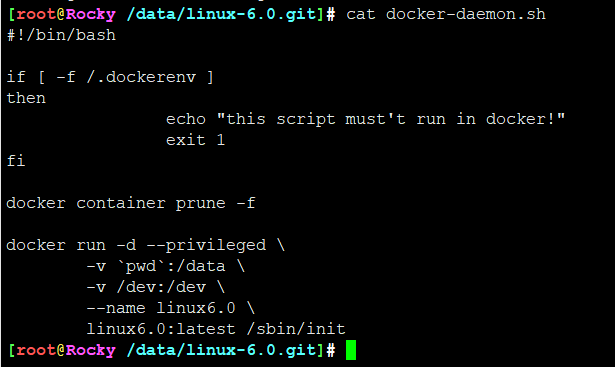 [root@Rocky /data/linux-6.0.git]# cat docker-daemon.sh
#!/bin/bash

if [ -f /.dockerenv ]
then
                echo "this script must't run in docker!"
                exit 1
fi

docker container prune -f

docker run -d --privileged \
        -v `pwd`:/data \
        -v /dev:/dev \
        --name linux6.0 \
        linux6.0:latest /sbin/init
[root@Rocky /data/linux-6.0.git]#